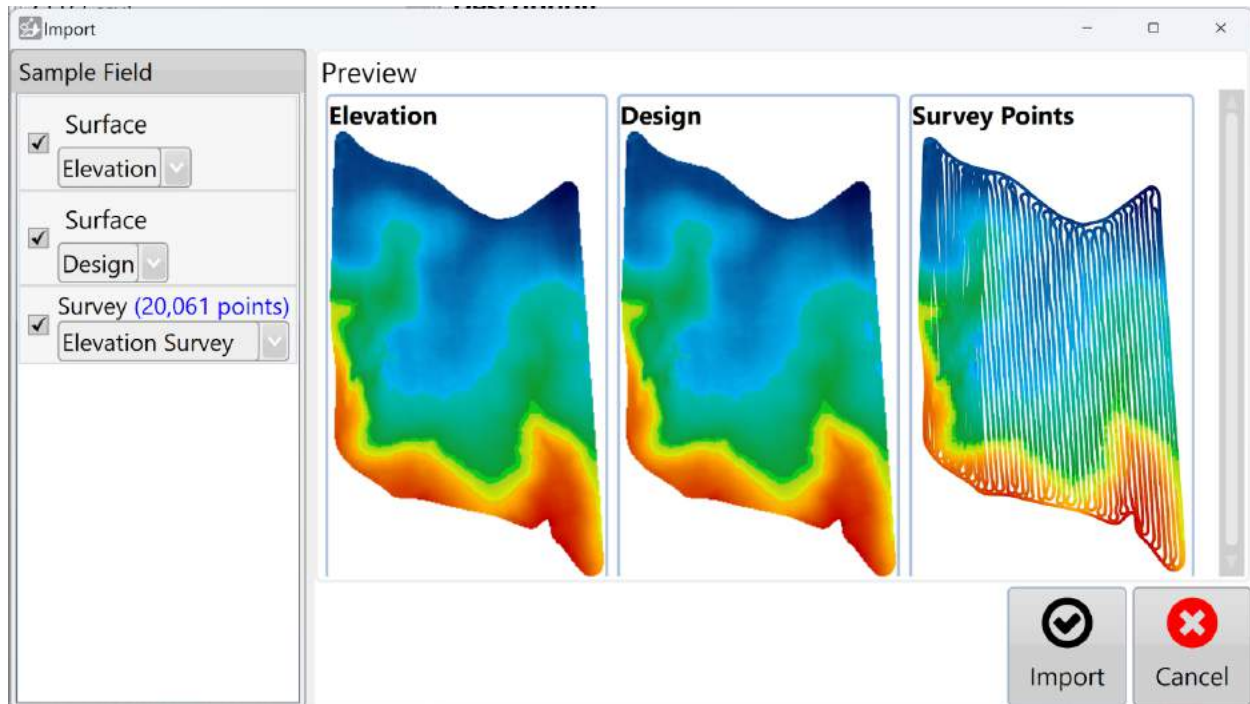 Import
Sample Field
Surface
Elevation
Surface
Design
Survey (20,061 points)
Elevation Survey
Preview
Elevation
Design
Survey Points
Import
Cancel